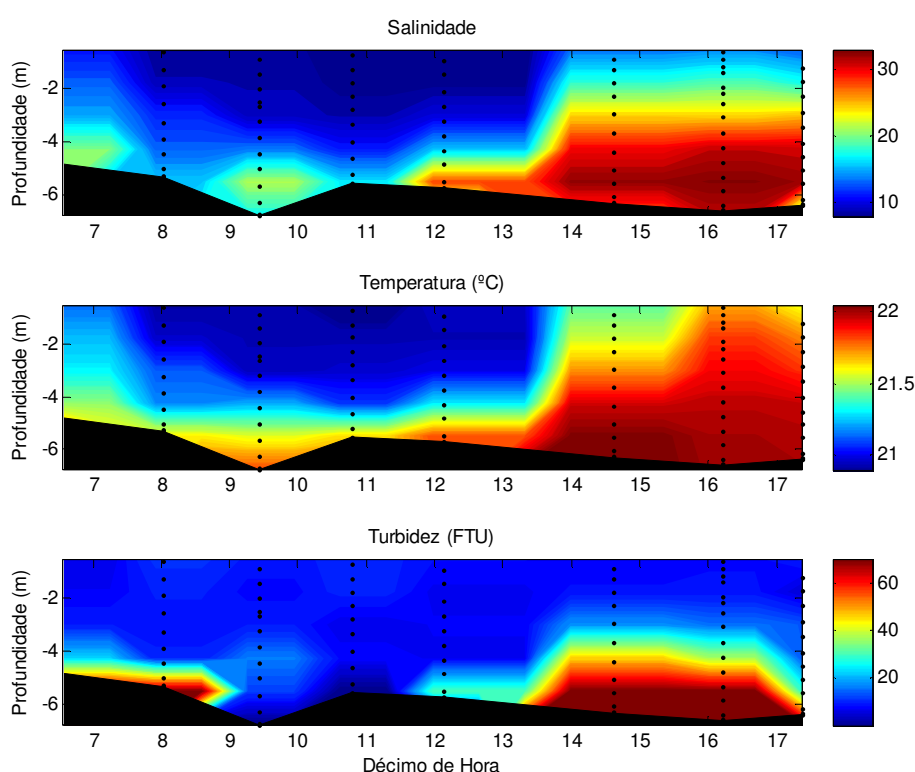 Salinidade
Profundidade (m)
-2
-4
-6
7 8 9 10 11 12 13 14 15 16 17
30
20
10
Temperatura (ºC)
Profundidade (m)
-2
-4
-6
7 8 9 10 11 12 13 14 15 16 17
22
21.5
21
Turbidez (FTU)
Profundidade (m)
-2
-4
-6
7 8 9 10 11 12 13 14 15 16 17
60
40
20
Décimo de Hora